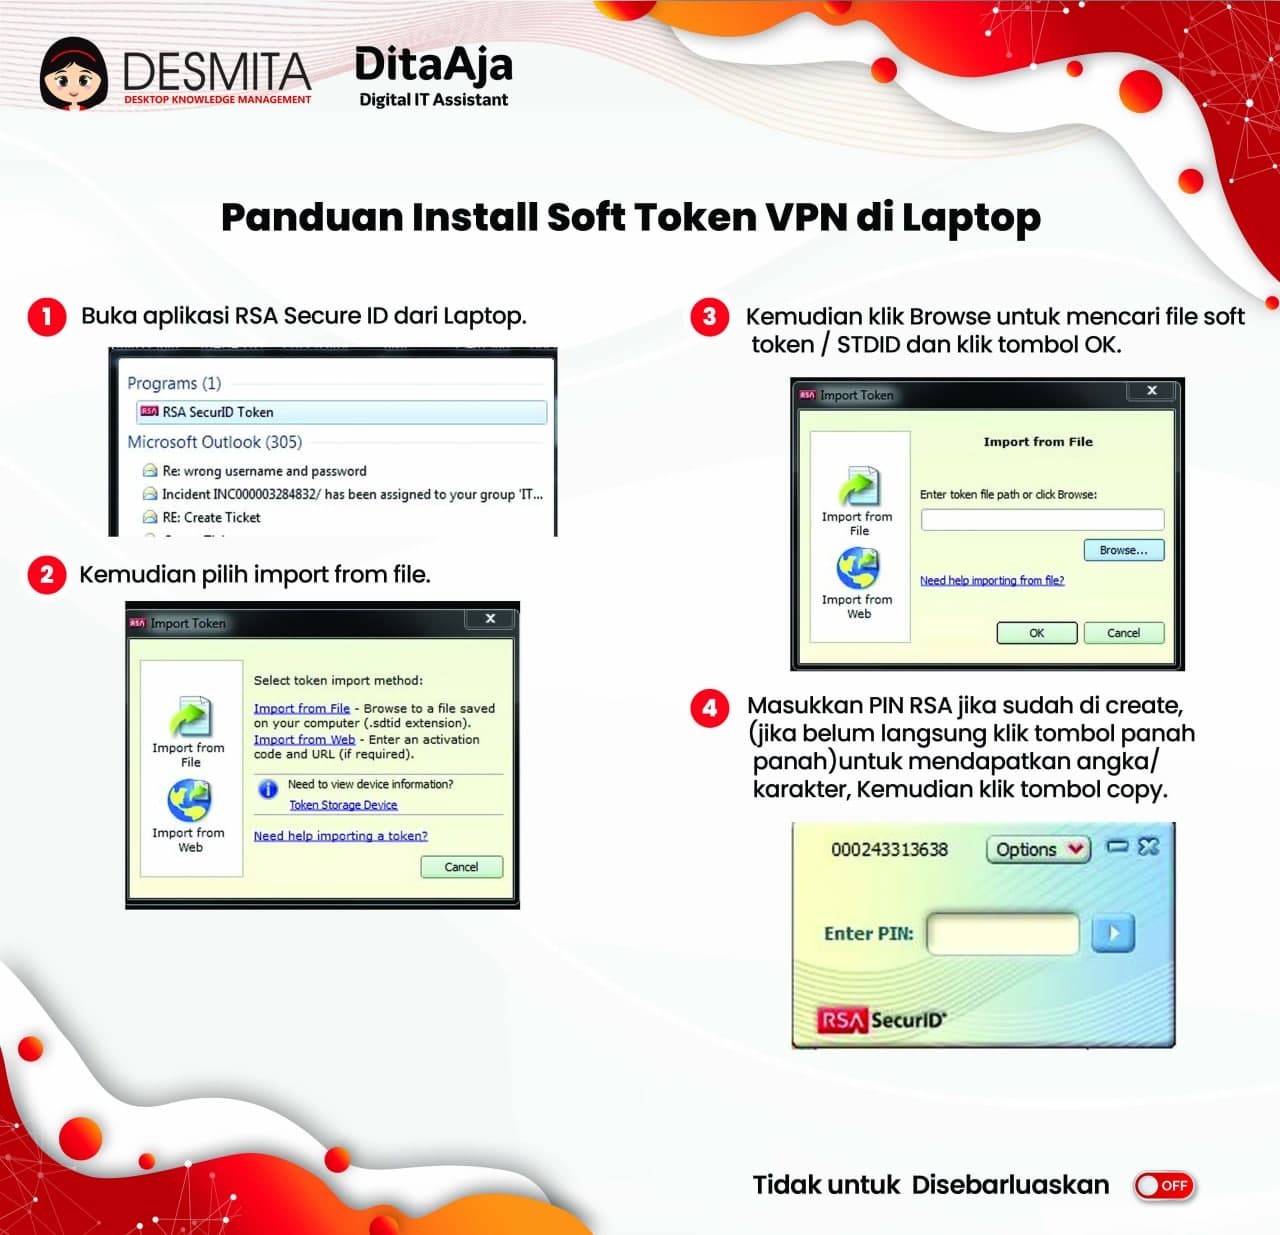 DESMITA
DESKTOP KNOWLEDGE MANAGEMENT
DitaAja
Digital IT Assistant
Panduan Install Soft Token VPN di Laptop
1 Buka aplikasi RSA Secure ID dari Laptop.
Programs (1)
RSA RSA SecurID Token
Microsoft Outlook (305)
Re: wrong username and password
Incident INC000003284832/ has been assigned to your group 'IT...
RE: Create Ticket
2 Kemudian pilih import from file.
RSA Import Token X
Select token import method:
Import from File - Browse to a file saved
on your computer (.sdtid extension).
Import from Web - Enter an activation
code and URL (if required).
Import from
File
Need to view device information?
Token Storage Device
Import from
Web
Need help importing a token?
Cancel
3 Kemudian klik Browse untuk mencari file soft
token / STDID dan klik tombol OK.
RSA Import Token X
Import from File
Enter token file path or click Browse:
Import from
File
Browse...
Need help importing from file?
Import from
Web
OK Cancel
4 Masukkan PIN RSA jika sudah di create,
(jika belum langsung klik tombol panah
panah)untuk mendapatkan angka/
karakter, Kemudian klik tombol copy.
000243313638 Options
Enter PIN:
RSA SecurID
Tidak untuk Disebarluaskan OFF